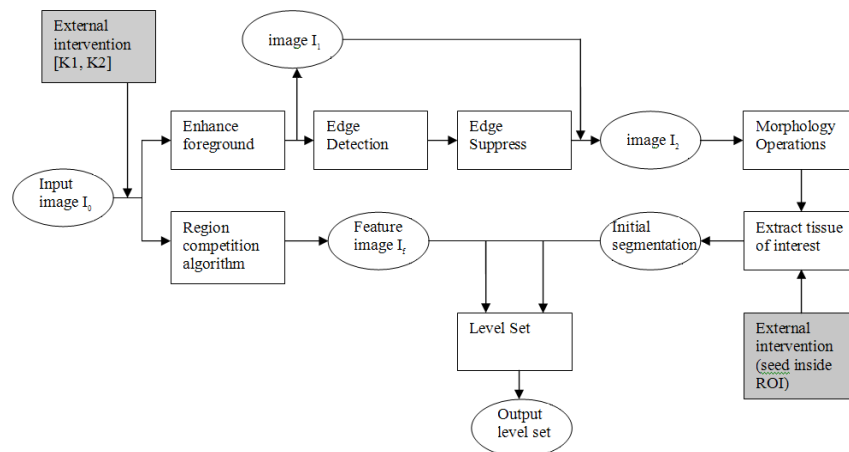 External
intervention
[K1, K2]
image I1
Enhance
foreground
Edge
Detection
Edge
Suppress
image I2
Morphology
Operations
Input
image I0
Region
competition
algorithm
Feature
image If
Initial
segmentation
Extract tissue
of interest
Level Set
External
intervention
(seed inside
ROI)
Output
level set